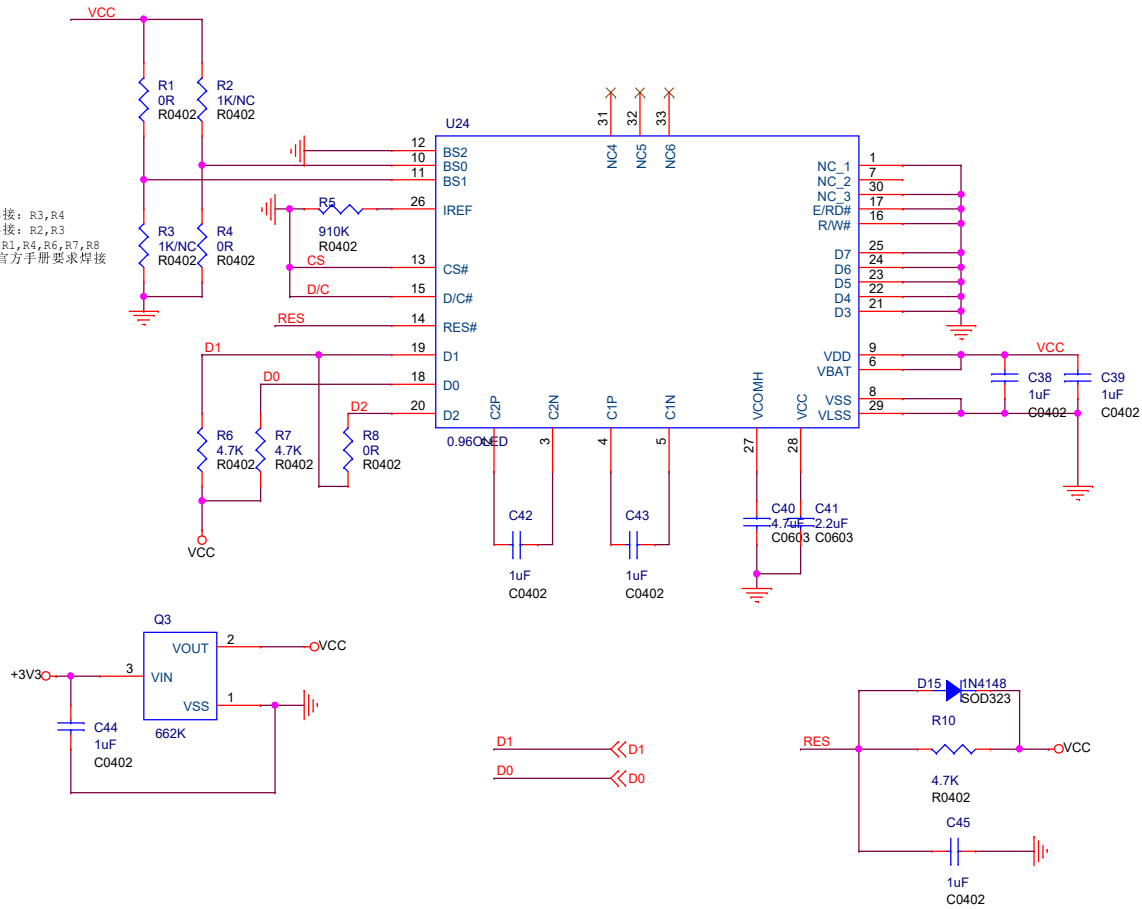 VCC
R1
0R
R0402
R2
1K/NC
R0402
接: R3,R4
接: R2,R3
R1,R4,R6,R7,R8
官方手册要求焊接
R3
1K/NC
R0402
R4
0R
R0402
U24
31
32
33
NC4
NC5
NC6
12
BS2
10
BS0
11
BS1
26
IREF
R5
910K
R0402
CS
13
CS#
D/C
15
D/C#
RES
14
RES#
D1
19
D1
D0
18
D0
D2
20
D2
NC_1
1
NC_2
7
NC_3
30
E/RD#
17
R/W#
16
D7
25
D6
24
D5
23
D4
22
D3
21
VDD
9
VBAT
6
VSS
8
VLSS
29
VCC
C38
1uF
C0402
C39
1uF
C0402
0.96OLED
C2P
C2N
C1P
C1N
VCOMH
VCC
2
3
4
5
27
28
R6
4.7K
R0402
R7
4.7K
R0402
R8
0R
R0402
VCC
C42
1uF
C0402
C43
1uF
C0402
C40
4.7uF
C0603
C41
2.2uF
C0603
Q3
+3V3
3
VIN
VOUT
2
VCC
VSS
1
662K
C44
1uF
C0402
D1
D1
D0
D0
D15
1N4148
SOD323
R10
RES
VCC
4.7K
R0402
C45
1uF
C0402